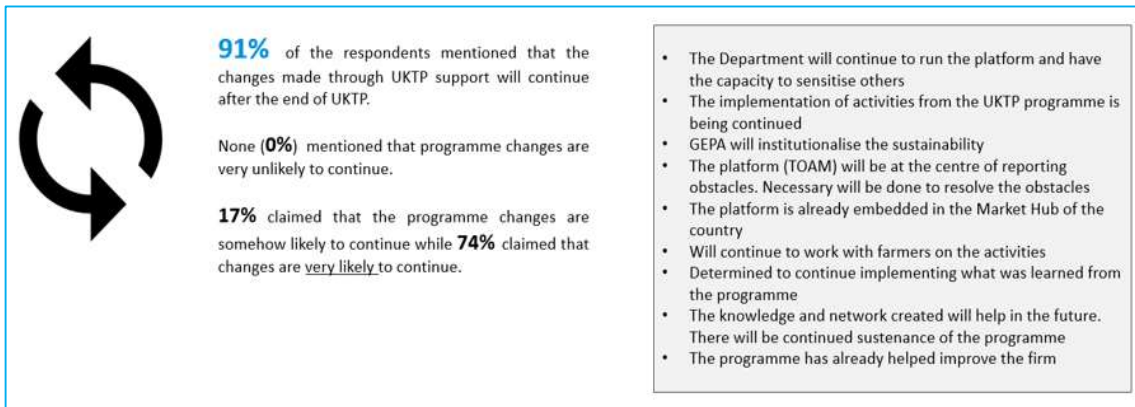 91% of the respondents mentioned that the
changes made through UKTP support will continue
after the end of UKTP.
None (0%) mentioned that programme changes are
very unlikely to continue.
17% claimed that the programme changes are
somehow likely to continue while 74% claimed that
changes are very likely to continue.
• The Department will continue to run the platform and have
the capacity to sensitise others
• The implementation of activities from the UKTP programme is
being continued
• GEPA will institutionalise the sustainability
• The platform (TOAM) will be at the centre of reporting
obstacles. Necessary will be done to resolve the obstacles
• The platform is already embedded in the Market Hub of the
country
• Will continue to work with farmers on the activities
• Determined to continue implementing what was learned from
the programme
• The knowledge and network created will help in the future.
There will be continued sustenance of the programme
• The programme has already helped improve the firm